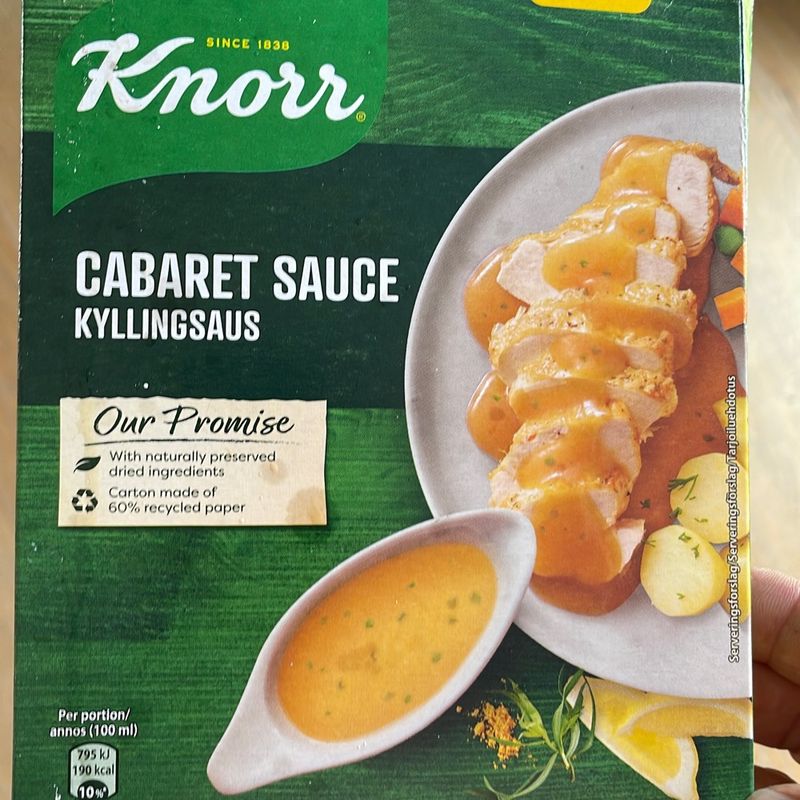 SINCE 1838
Knorr®
CABARET SAUCE
KYLLINGSAUS
Our Promise
With naturally preserved
dried ingredients
Carton made of
60% recycled paper
Serveringsforslag/Serveringsförslag/Tarjoiluehdotus
Per portion/
annos (100 ml)
795 kJ
190 kcal
10%*